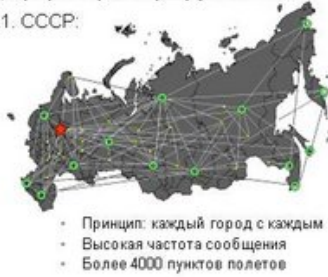 1. СССР:
Принцип: каждый город с каждым
Высокая частота сообщения
Более 4000 пунктов полетов